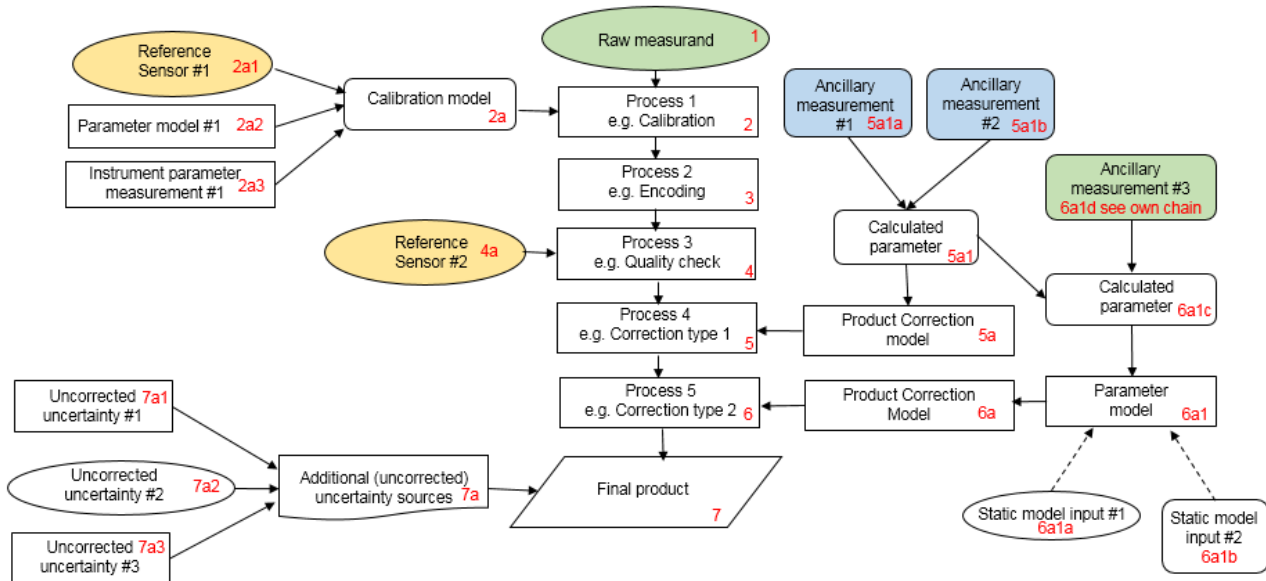 Raw measurand 1
Reference
Sensor #1 2a1
Parameter model #1 2a2
Instrument parameter
measurement #1 2a3
Calibration model
2a
Process 1
e.g. Calibration 2
Process 2
e.g. Encoding 3
Reference
Sensor #2 4a
Process 3
e.g. Quality check 4
Process 4
e.g. Correction type 1 5
Process 5
e.g. Correction type 2 6
Ancillary
measurement
#1 5a1a
Ancillary
measurement
#2 5a1b
Ancillary
measurement #3
6a1d see own chain
Calculated
parameter
5a1
Calculated
parameter 6a1c
Product Correction
model 5a
Product Correction
Model 6a
Parameter
model 6a1
Static model input #1
6a1a
Static model
input #2
6a1b
Uncorrected 7a1
uncertainty #1
Uncorrected
uncertainty #2 7a2
Uncorrected 7a3
uncertainty #3
Additional (uncorrected)
uncertainty sources 7a
Final product
7